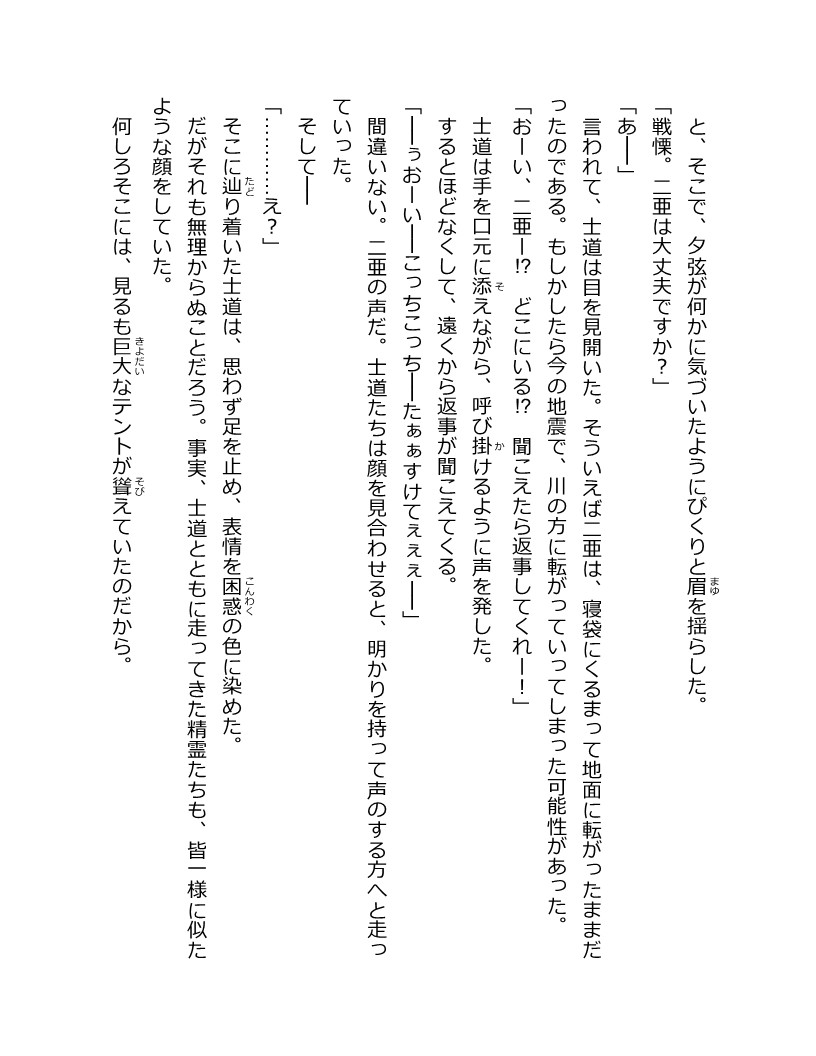 と、そこで、夕弦が何かに気づいたようにぴくりと眉を揺らした。
「戦慄。二亜は大丈夫ですか？」
「あ――」
　言われて、士道は目を見開いた。そういえば二亜は、寝袋にくるまって地面に転がったままだ
ったのである。もしかしたら今の地震で、川の方に転がっていってしまった可能性があった。
「おーい、二亜ー!?　どこにいる!?　聞こえたら返事してくれー！」
　士道は手を口元に添えながら、呼び掛けるように声を発した。
　するとほどなくして、遠くから返事が聞こえてくる。
「――ぅおーい――こっちこっち――たぁぁすけてぇぇぇ――」
　間違いない。二亜の声だ。士道たちは顔を見合わせると、明かりを持って声のする方へと走っ
ていった。
　そして――
「…………え？」
　そこに辿り着いた士道は、思わず足を止め、表情を困惑の色に染めた。
　だがそれも無理からぬことだろう。事実、士道とともに走ってきた精霊たちも、皆一様に似た
ような顔をしていた。
　何しろそこには、見るも巨大なテントが聳えていたのだから。